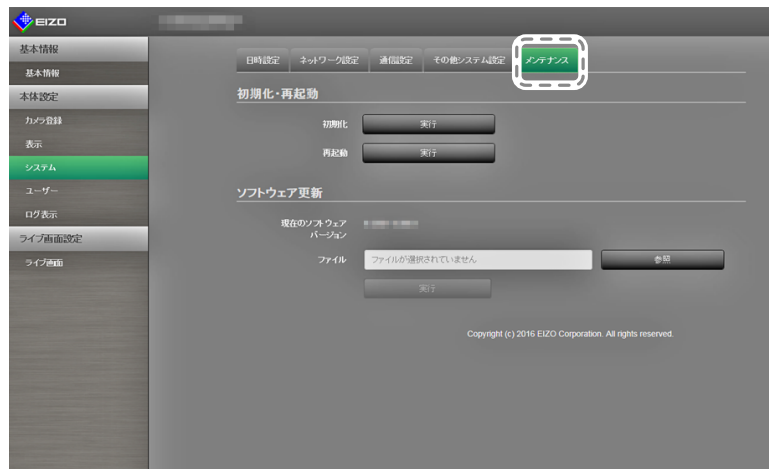 EIZO
基本情報
基本情報
本体設定
カメラ登録
表示
システム
ユーザー
ログ表示
ライブ画面設定
ライブ画面
日時設定 ネットワーク設定 通信設定 その他システム設定 メンテナンス
初期化・再起動
初期化 実行
再起動 実行
ソフトウェア更新
現在のソフトウェア
バージョン
ファイル ファイルが選択されていません 参照
実行
Copyright (c) 2016 EIZO Corporation. All rights reserved.